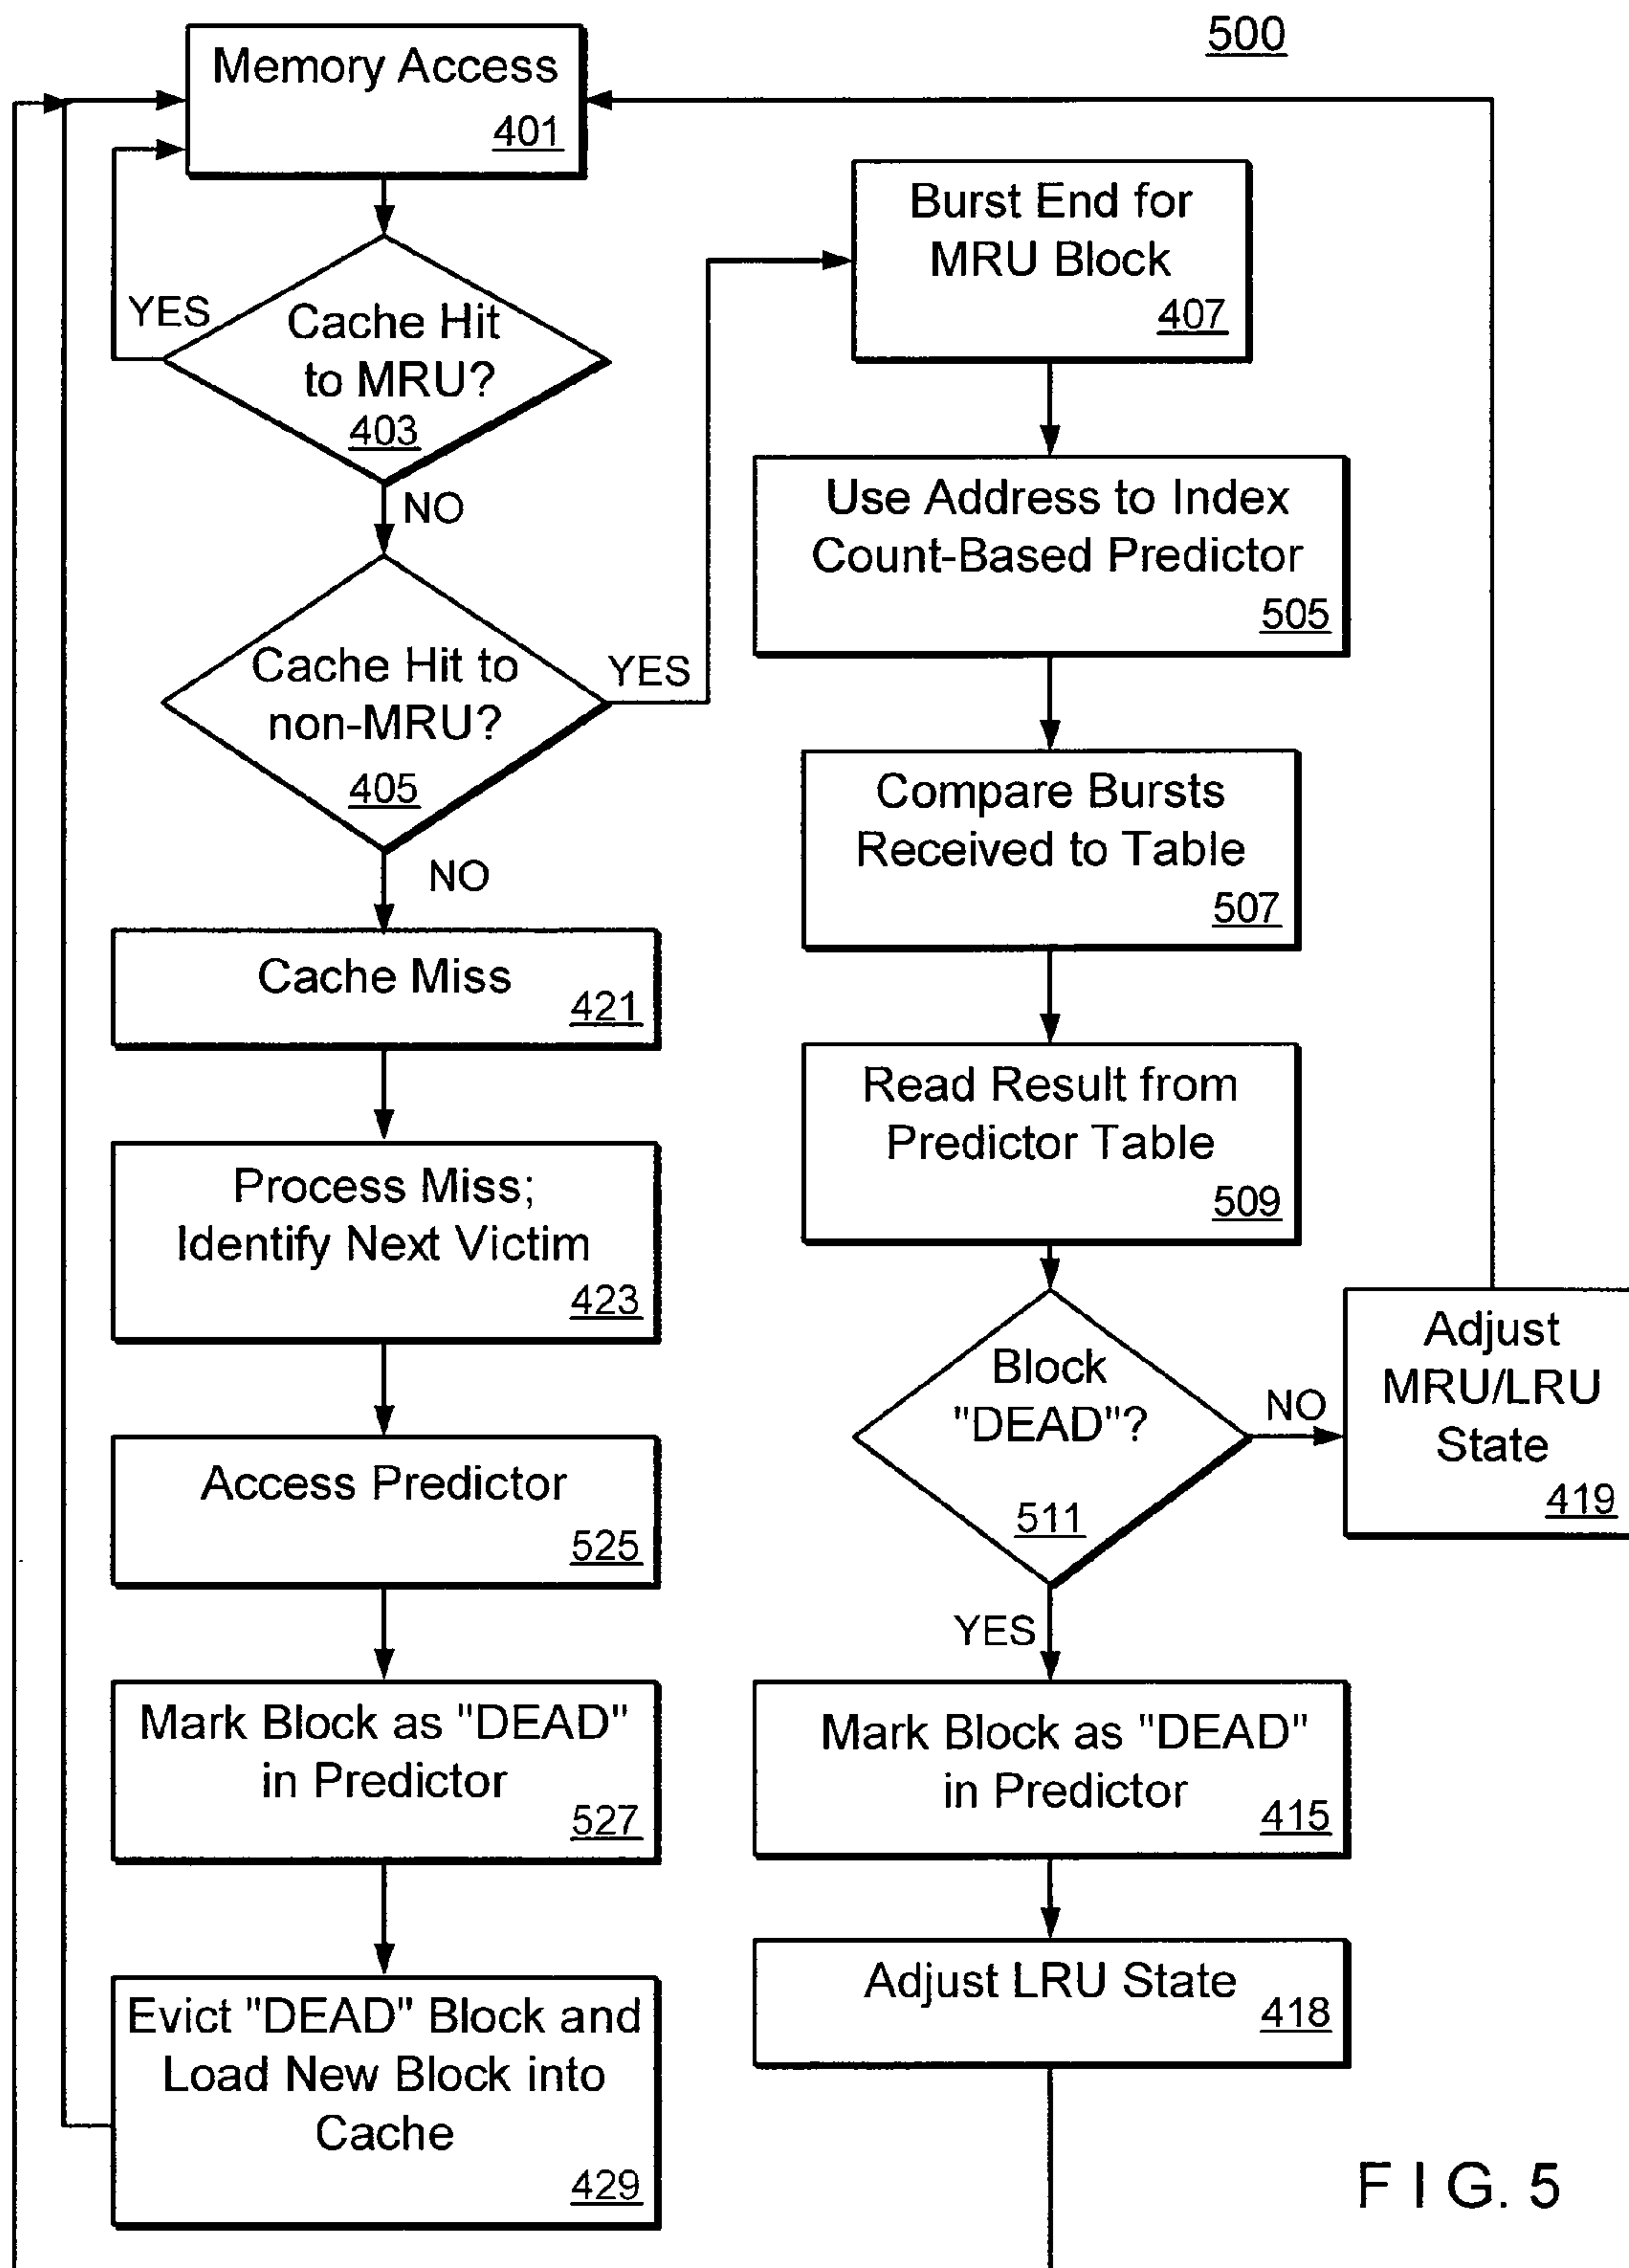 500
Memory Access
401
Cache Hit
to MRU?
403
YES
NO
Cache Hit to
non-MRU?
405
YES
NO
Cache Miss
421
Process Miss;
Identify Next Victim
423
Access Predictor
525
Mark Block as "DEAD"
in Predictor
527
Evict "DEAD" Block and
Load New Block into
Cache
429
Burst End for
MRU Block
407
Use Address to Index
Count-Based Predictor
505
Compare Bursts
Received to Table
507
Read Result from
Predictor Table
509
Block
"DEAD"?
511
NO
YES
Adjust
MRU/LRU
State
419
Mark Block as "DEAD"
in Predictor
415
Adjust LRU State
418
F I G. 5